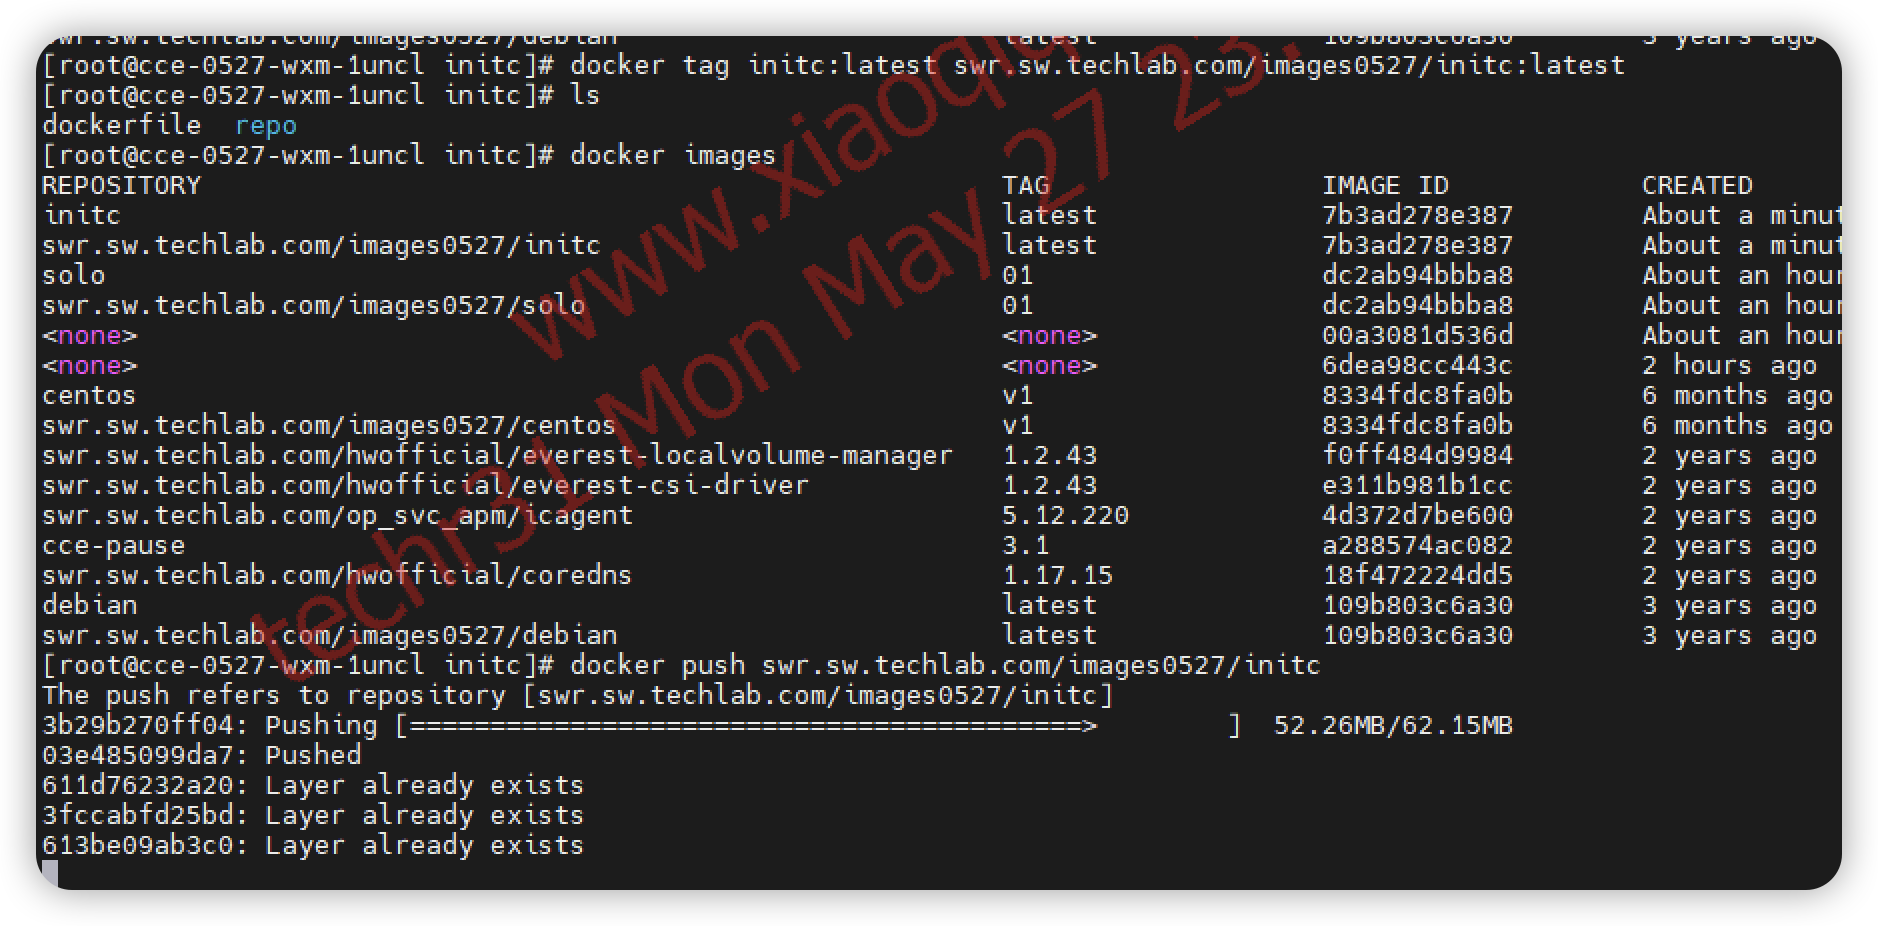 swr.sw.techlab.com/images0527/debian latest 109b803c6a30 3 years ago
[root@cce-0527-wxm-1uncl initc]# docker tag initc:latest swr.sw.techlab.com/images0527/initc:latest
[root@cce-0527-wxm-1uncl initc]# ls
dockerfile repo
[root@cce-0527-wxm-1uncl initc]# docker images
REPOSITORY TAG IMAGE ID CREATED
initc latest 7b3ad278e387 About a minut
swr.sw.techlab.com/images0527/initc latest 7b3ad278e387 About a minut
solo 01 dc2ab94bbba8 About an hour
swr.sw.techlab.com/images0527/solo 01 dc2ab94bbba8 About an hour
<none> <none> 00a3081d536d About an hour
<none> <none> 6dea98cc443c 2 hours ago
centos v1 8334fdc8fa0b 6 months ago
swr.sw.techlab.com/images0527/centos v1 8334fdc8fa0b 6 months ago
swr.sw.techlab.com/hwofficial/everest-localvolume-manager 1.2.43 f0ff484d9984 2 years ago
swr.sw.techlab.com/hwofficial/everest-csi-driver 1.2.43 e311b981b1cc 2 years ago
swr.sw.techlab.com/op_svc_apm/icagent 5.12.220 4d372d7be600 2 years ago
cce-pause 3.1 a288574ac082 2 years ago
swr.sw.techlab.com/hwofficial/coredns 1.17.15 18f472224dd5 2 years ago
debian latest 109b803c6a30 3 years ago
swr.sw.techlab.com/images0527/debian latest 109b803c6a30 3 years ago
[root@cce-0527-wxm-1uncl initc]# docker push swr.sw.techlab.com/images0527/initc
The push refers to repository [swr.sw.techlab.com/images0527/initc]
3b29b270ff04: Pushing [==========================================> ] 52.26MB/62.15MB
03e485099da7: Pushed
611d76232a20: Layer already exists
3fccabfd25bd: Layer already exists
613be09ab3c0: Layer already exists
www.xiaoqi
techr31 Mon May 27 23: